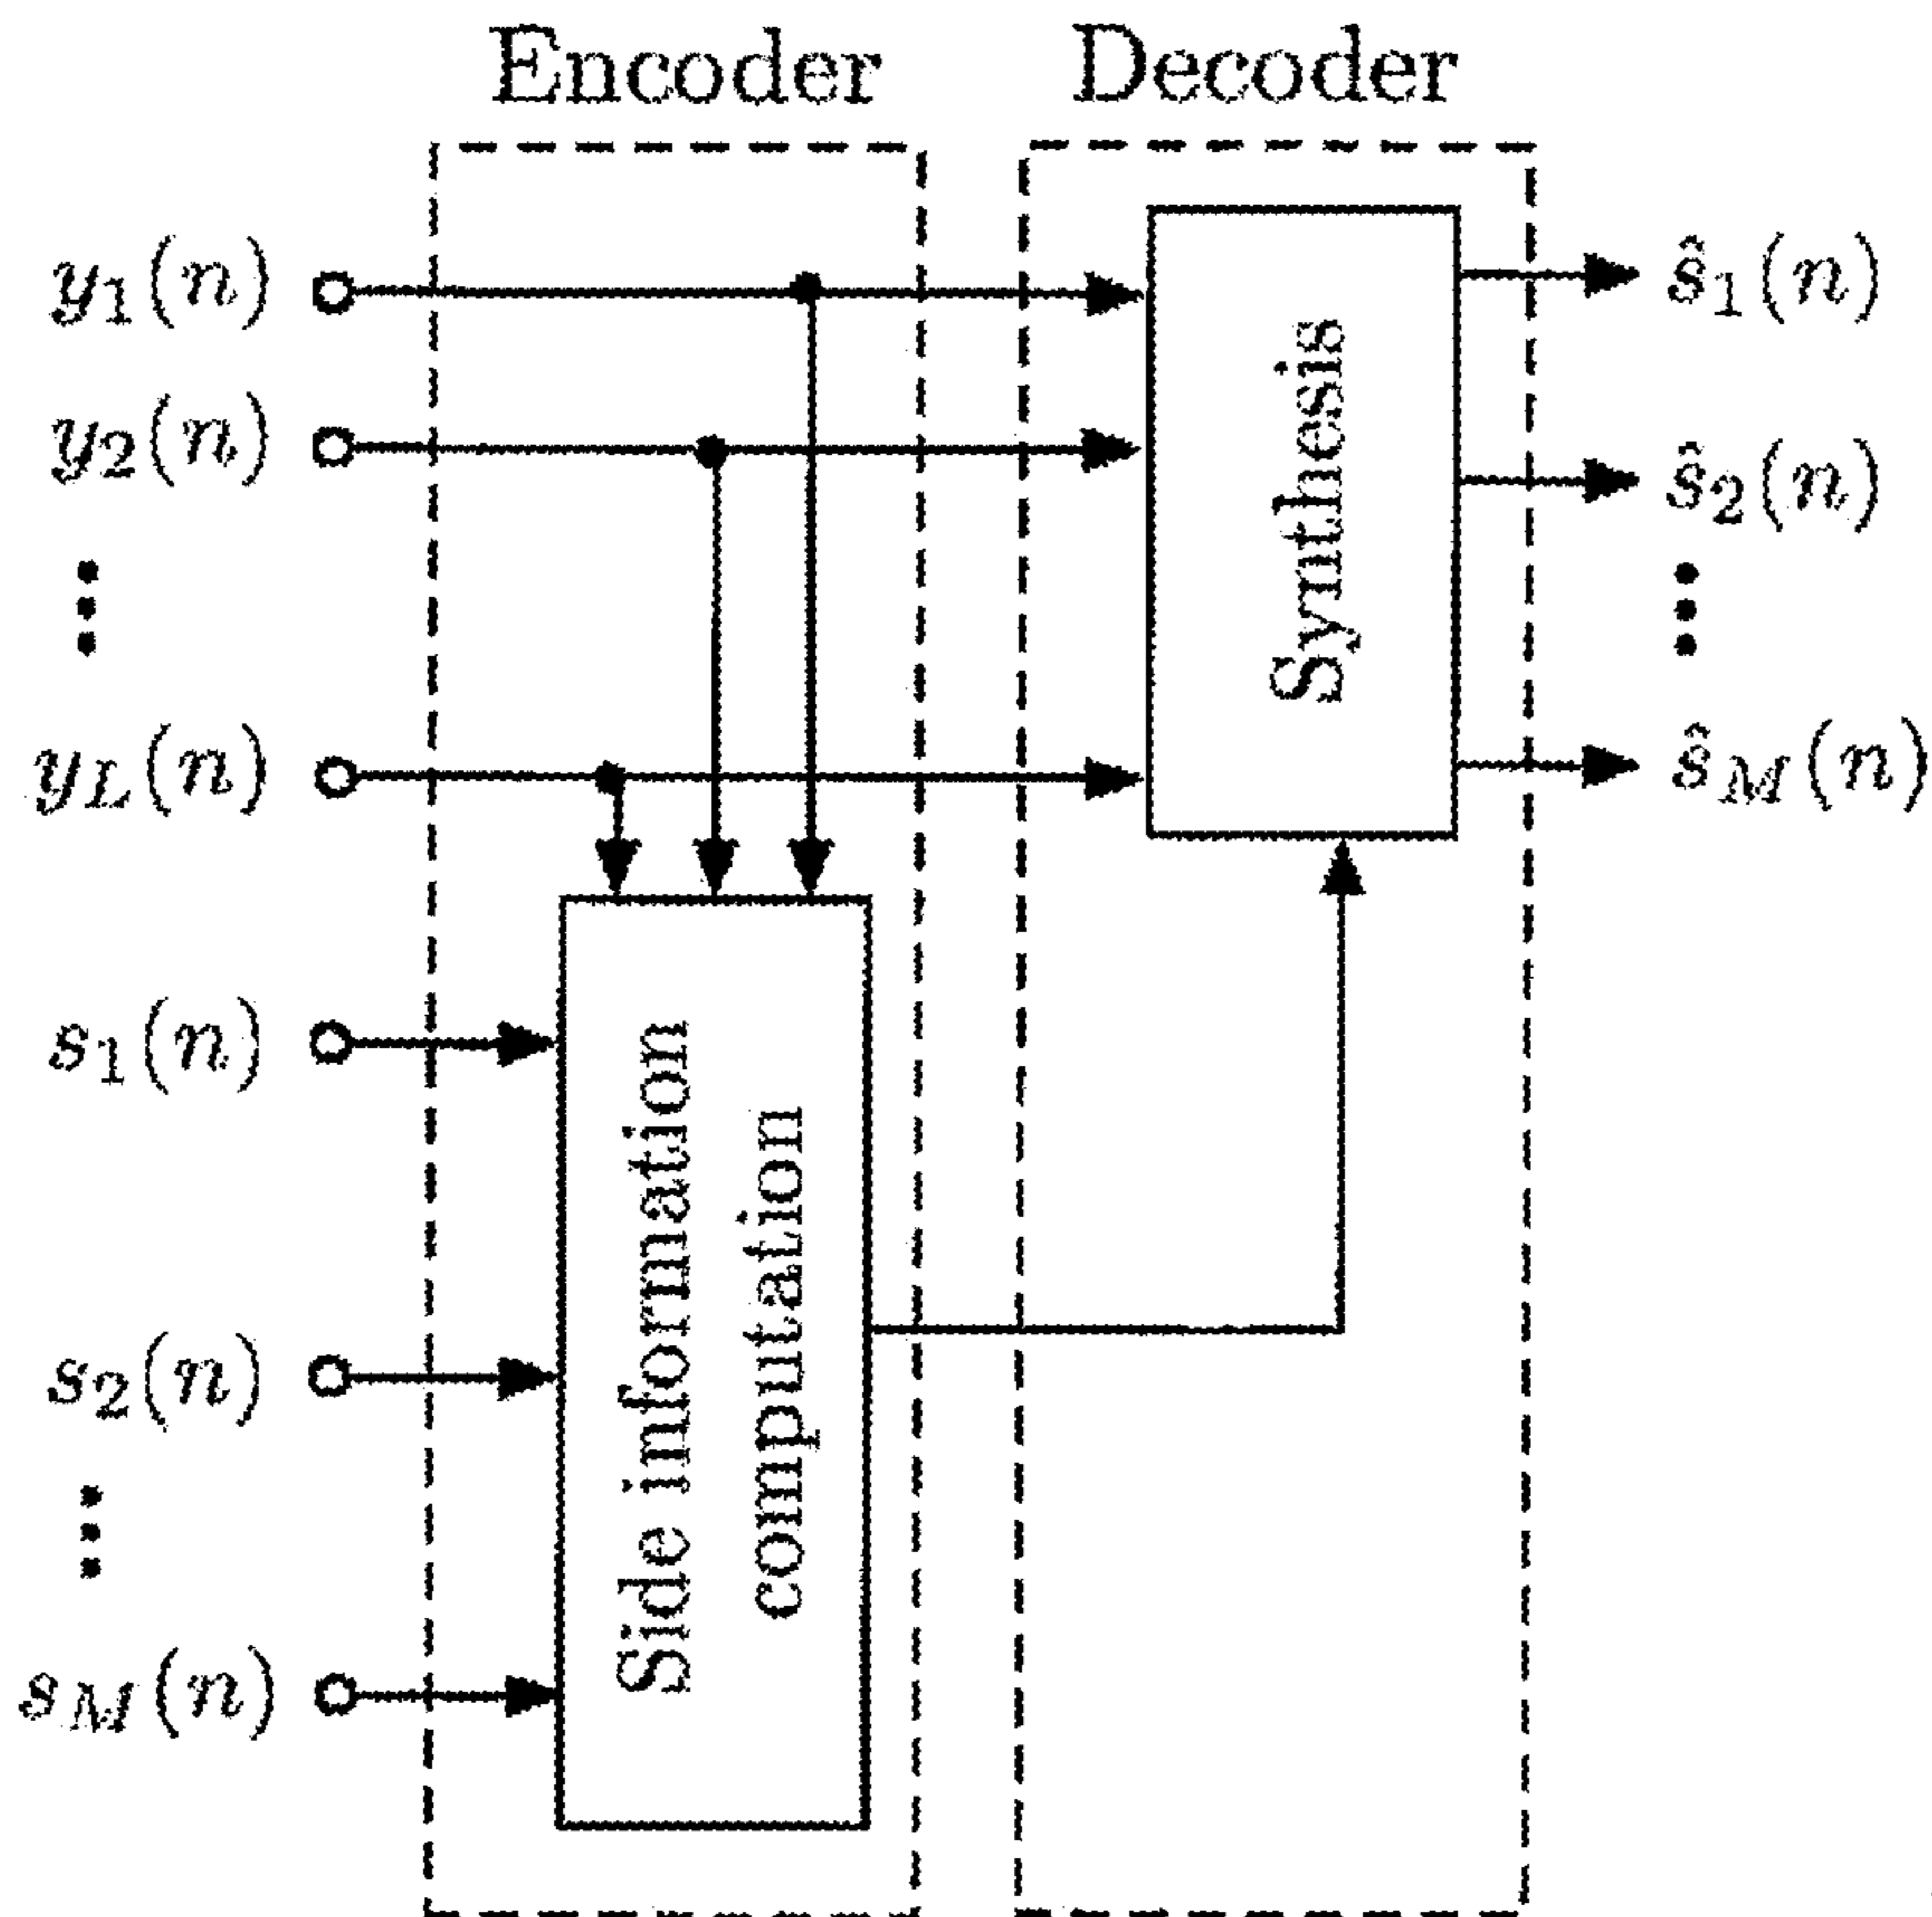 Encoder
Decoder
y₁(n)
y₂(n)
⋮
y_L(n)
s₁(n)
s₂(n)
⋮
s_M(n)
Side information
computation
Synthesis
ŝ₁(n)
ŝ₂(n)
⋮
ŝ_M(n)